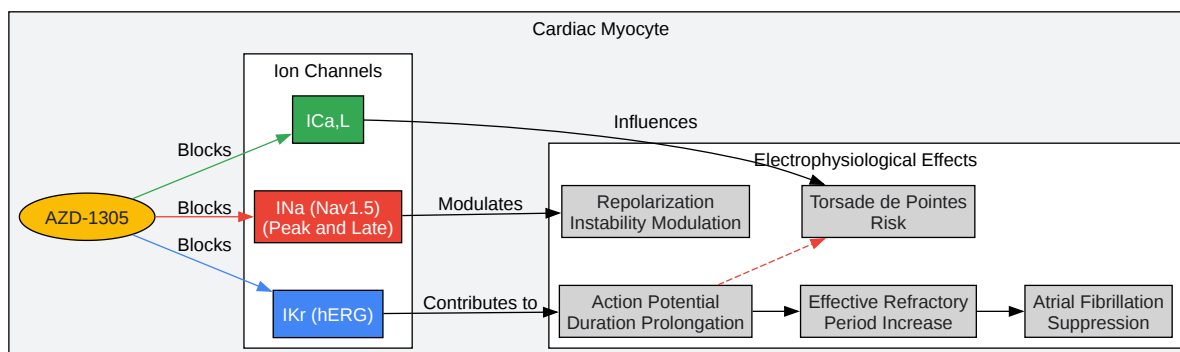 Cardiac Myocyte
Ion Channels
ICa,L
Influences
Blocks
Electrophysiological Effects
AZD-1305
Blocks
INa (Nav1.5)
(Peak and Late)
Modulates
Repolarization
Instability Modulation
Torsade de Pointes
Risk
Blocks
IKr (hERG)
Contributes to
Action Potential
Duration Prolongation
Effective Refractory
Period Increase
Atrial Fibrillation
Suppression